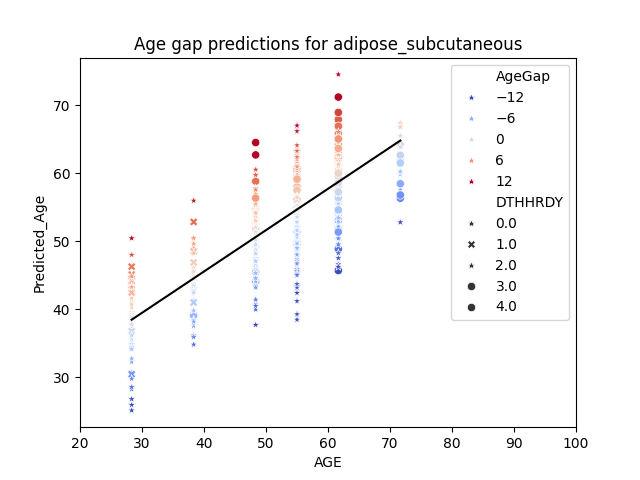 Age gap predictions for adipose_subcutaneous
Predicted_Age
70
60
50
40
30
20 30 40 50 60 70 80 90 100
AGE
AgeGap
−12
−6
0
6
12
DTHHRDY
0.0
1.0
2.0
3.0
4.0